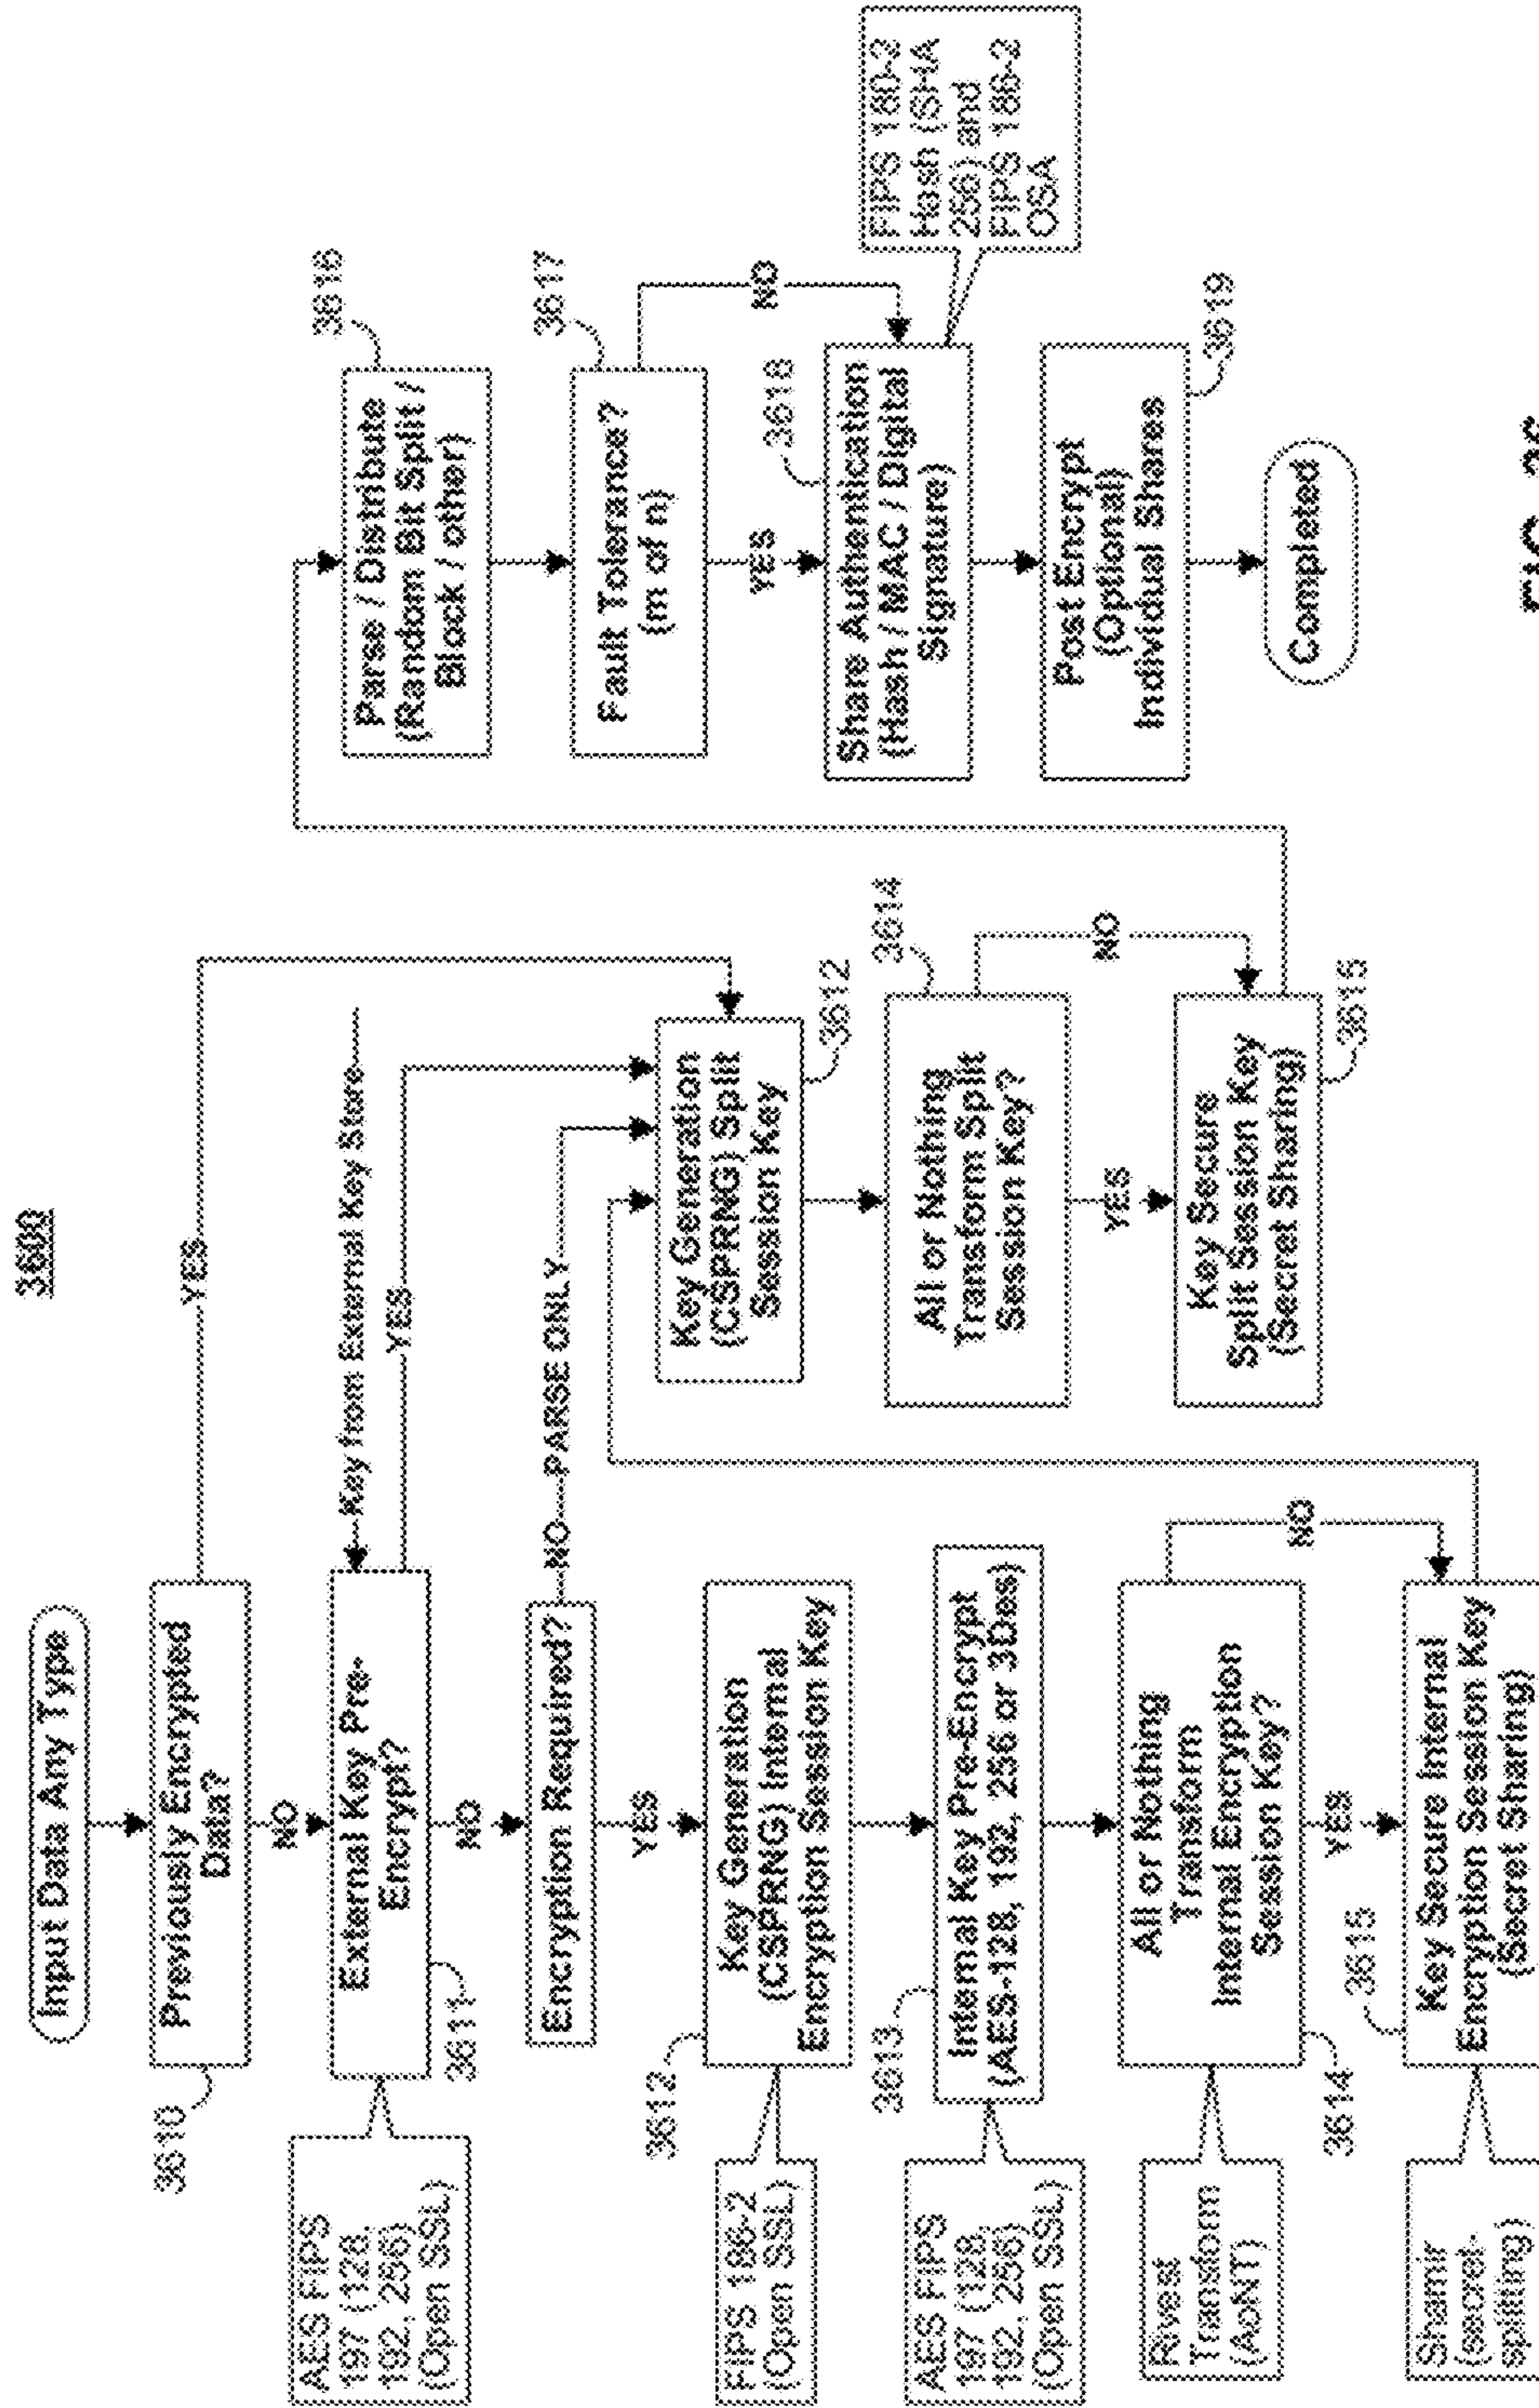 3600
Input Data Any Type
Previously Encrypted
Data?
3610
YES
NO
Key from External Key Store
External Key Pre-
Encrypt?
3611
AES FIPS
197 (128,
192, 256)
(Open SSL)
YES
NO
Encryption Required?
NO
PARSE ONLY
YES
3612
Key Generation
(CSPRNG) Internal
Encryption Session Key
FIPS 186-2
(Open SSL)
3613
Internal Key Pre-Encrypt
(AES-128, 192, 256 or 3Des)
AES FIPS
197 (128,
192, 256)
(Open SSL)
All or Nothing
Transform
Internal Encryption
Session Key?
3614
Rivest
Transform
(AoNT)
NO
YES
3615
Key Secure Internal
Encryption Session Key
(Secret Sharing)
Shamir
(secret-
splitting)
Key Generation
(CSPRNG) Split
Session Key
3612
All or Nothing
Transform Split
Session Key?
3614
NO
YES
Key Secure
Split Session Key
(Secret Sharing)
3615
3616
Parse / Distribute
(Random Bit Split /
Block / other)
3617
Fault Tolerance?
(m of n)
NO
YES
3618
Share Authentication
(Hash / MAC / Digital
Signature)
FIPS 180-3
Hash (SHA
256) and
FIPS 186-2
OSA
Post Encrypt
(Optional)
Individual Shares
3619
Completed